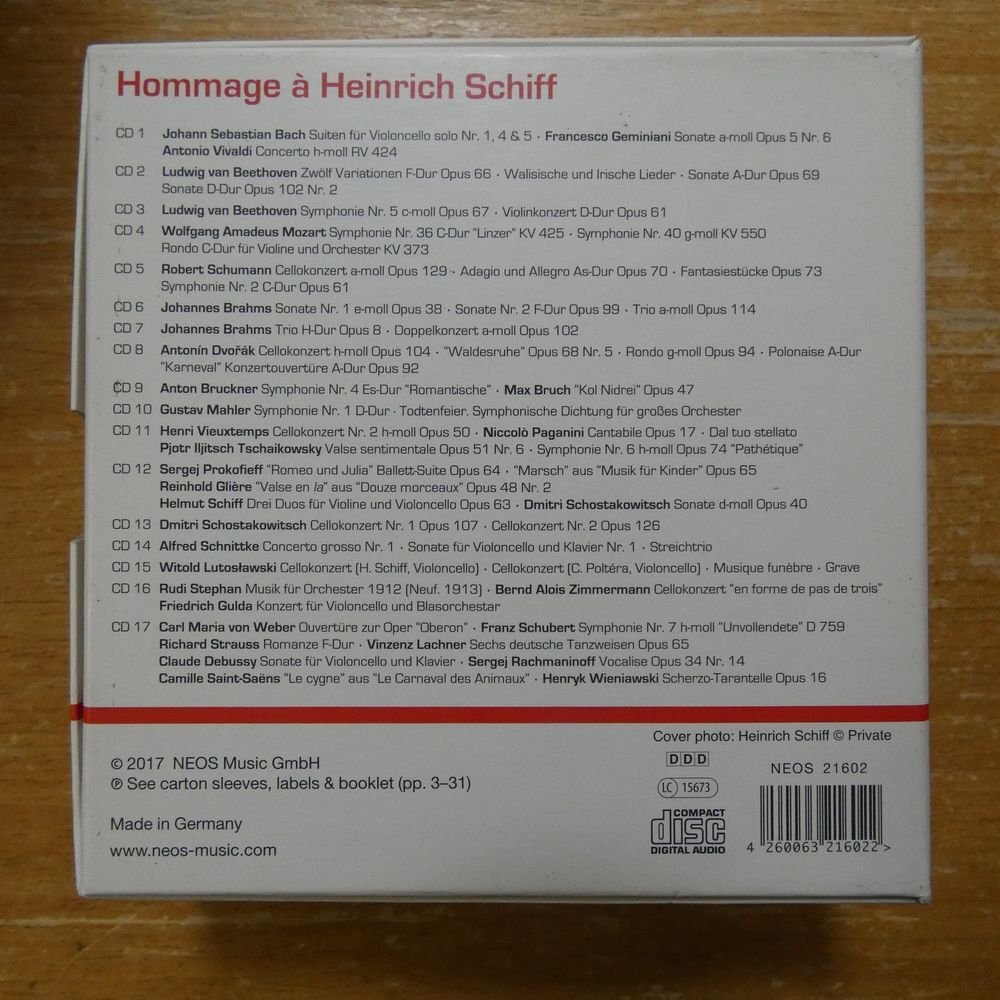 Hommage à Heinrich Schiff
CD 1 Johann Sebastian Bach Suiten für Violoncello solo Nr. 1, 4 & 5 · Francesco Geminiani Sonate a-moll Opus 5 Nr. 6
Antonio Vivaldi Concerto h-moll RV 424
CD 2 Ludwig van Beethoven Zwölf Variationen F-Dur Opus 66 · Walisische und Irische Lieder · Sonate A-Dur Opus 69
Sonate D-Dur Opus 102 Nr. 2
CD 3 Ludwig van Beethoven Symphonie Nr. 5 c-moll Opus 67 · Violinkonzert D-Dur Opus 61
CD 4 Wolfgang Amadeus Mozart Symphonie Nr. 36 C-Dur "Linzer" KV 425 · Symphonie Nr. 40 g-moll KV 550
Rondo C-Dur für Violine und Orchester KV 373
CD 5 Robert Schumann Cellokonzert a-moll Opus 129 · Adagio und Allegro As-Dur Opus 70 · Fantasiestücke Opus 73
Symphonie Nr. 2 C-Dur Opus 61
CD 6 Johannes Brahms Sonate Nr. 1 e-moll Opus 38 · Sonate Nr. 2 F-Dur Opus 99 · Trio a-moll Opus 114
CD 7 Johannes Brahms Trio H-Dur Opus 8 · Doppelkonzert a-moll Opus 102
CD 8 Antonín Dvořák Cellokonzert h-moll Opus 104 · "Waldesruhe" Opus 68 Nr. 5 · Rondo g-moll Opus 94 · Polonaise A-Dur
"Karneval" Konzertouvertüre A-Dur Opus 92
CD 9 Anton Bruckner Symphonie Nr. 4 Es-Dur "Romantische" · Max Bruch "Kol Nidrei" Opus 47
CD 10 Gustav Mahler Symphonie Nr. 1 D-Dur · Todtenfeier. Symphonische Dichtung für großes Orchester
CD 11 Henri Vieuxtemps Cellokonzert Nr. 2 h-moll Opus 50 · Niccolò Paganini Cantabile Opus 17 · Dal tuo stellato
Pjotr Iljitsch Tschaikowsky Valse sentimentale Opus 51 Nr. 6 · Symphonie Nr. 6 h-moll Opus 74 "Pathétique"
CD 12 Sergej Prokofieff "Romeo und Julia" Ballett-Suite Opus 64 · "Marsch" aus "Musik für Kinder" Opus 65
Reinhold Glière "Valse en la" aus "Douze morceaux" Opus 48 Nr. 2
Helmut Schiff Drei Duos für Violine und Violoncello Opus 63 · Dmitri Schostakowitsch Sonate d-moll Opus 40
CD 13 Dmitri Schostakowitsch Cellokonzert Nr. 1 Opus 107 · Cellokonzert Nr. 2 Opus 126
CD 14 Alfred Schnittke Concerto grosso Nr. 1 · Sonate für Violoncello und Klavier Nr. 1 · Streichtrio
CD 15 Witold Lutosławski Cellokonzert (H. Schiff, Violoncello) · Cellokonzert (C. Poltéra, Violoncello) · Musique funèbre · Grave
CD 16 Rudi Stephan Musik für Orchester 1912 (Neuf. 1913) · Bernd Alois Zimmermann Cellokonzert "en forme de pas de trois"
Friedrich Gulda Konzert für Violoncello und Blasorchestar
CD 17 Carl Maria von Weber Ouvertüre zur Oper "Oberon" · Franz Schubert Symphonie Nr. 7 h-moll "Unvollendete" D 759
Richard Strauss Romanze F-Dur · Vinzenz Lachner Sechs deutsche Tanzweisen Opus 65
Claude Debussy Sonate für Violoncello und Klavier · Sergej Rachmaninoff Vocalise Opus 34 Nr. 14
Camille Saint-Saëns "Le cygne" aus "Le Carnaval des Animaux" · Henryk Wieniawski Scherzo-Tarantelle Opus 16
Cover photo: Heinrich Schiff © Private
© 2017 NEOS Music GmbH
℗ See carton sleeves, labels & booklet (pp. 3–31)
Made in Germany
www.neos-music.com
DDD
LC 15673
COMPACT
disc
DIGITAL AUDIO
NEOS 21602
4 260063 216022 >